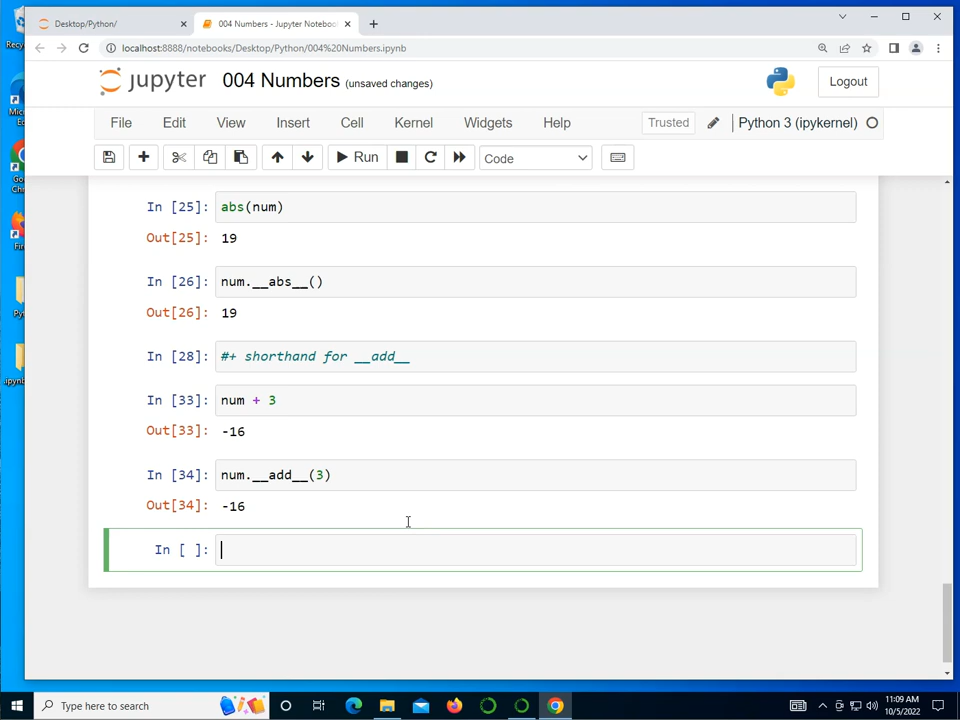 Desktop/Python/
004 Numbers - Jupyter Noteboo
localhost:8888/notebooks/Desktop/Python/004%20Numbers.ipynb
jupyter 004 Numbers (unsaved changes)
Logout
File Edit View Insert Cell Kernel Widgets Help Trusted Python 3 (ipykernel)
Run Code
In [25]: abs(num)
Out[25]: 19
In [26]: num.__abs__()
Out[26]: 19
In [28]: #+ shorthand for __add__
In [33]: num + 3
Out[33]: -16
In [34]: num.__add__(3)
Out[34]: -16
In [ ]:
Type here to search
11:09 AM
10/5/2022